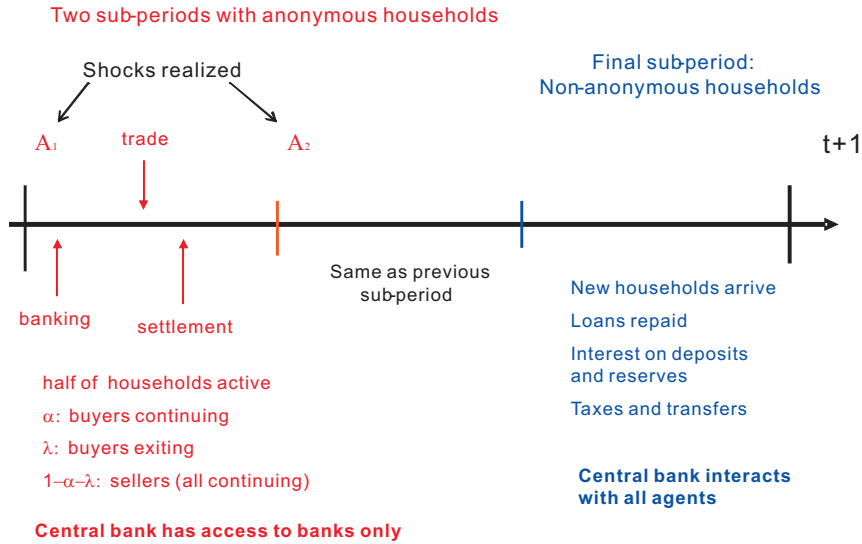 Two sub-periods with anonymous households
Shocks realized
Final sub-period:
Non-anonymous households
A₁
trade
A₂
t+1
banking
settlement
Same as previous
sub-period
New households arrive
Loans repaid
Interest on deposits
and reserves
Taxes and transfers
half of households active
α: buyers continuing
λ: buyers exiting
1−α−λ: sellers (all continuing)
Central bank interacts
with all agents
Central bank has access to banks only